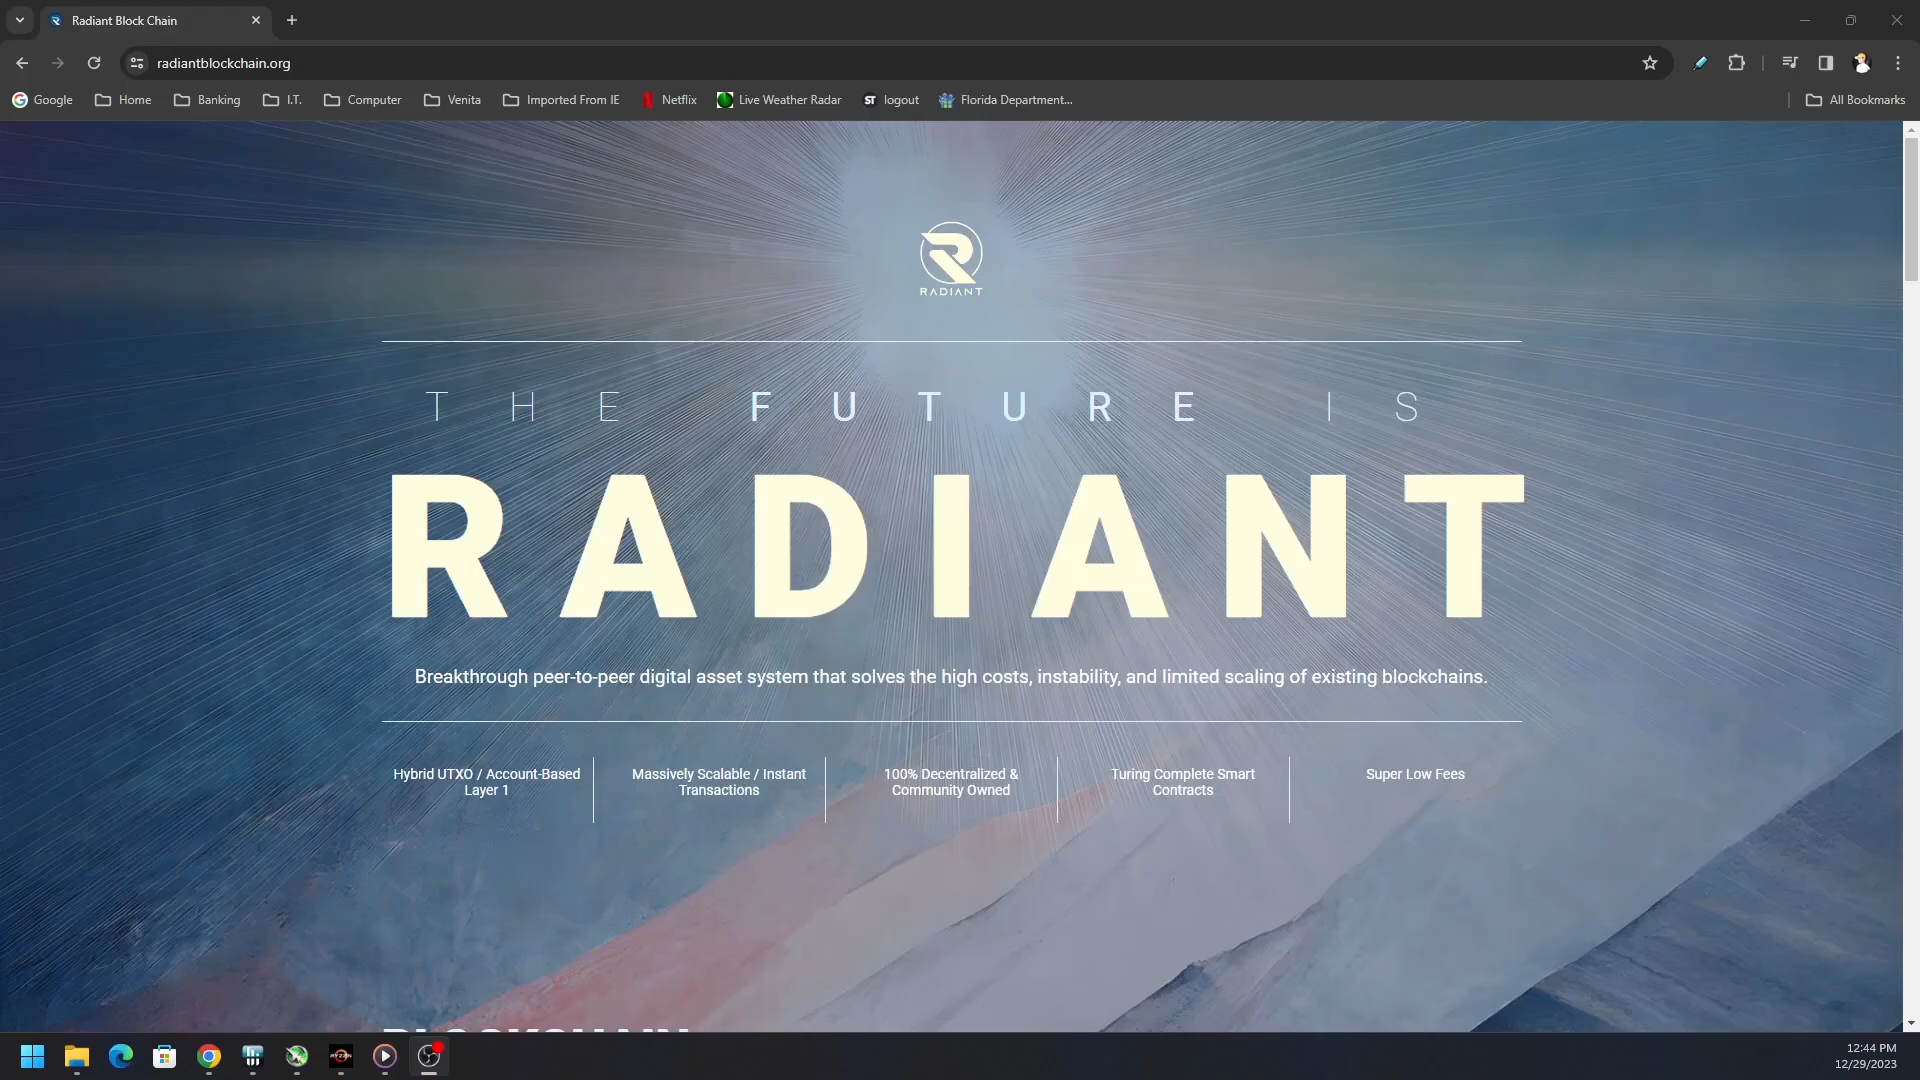 Radiant Block Chain
radiantblockchain.org
Google Home Banking I.T. Computer Venita Imported From IE Netflix Live Weather Radar ST logout Florida Department... All Bookmarks
RADIANT
THE FUTURE IS
RADIANT
Breakthrough peer-to-peer digital asset system that solves the high costs, instability, and limited scaling of existing blockchains.
Hybrid UTXO / Account-Based
Layer 1
Massively Scalable / Instant
Transactions
100% Decentralized &
Community Owned
Turing Complete Smart
Contracts
Super Low Fees
BLOCKCHAIN
RYZEN
12:44 PM
12/29/2023